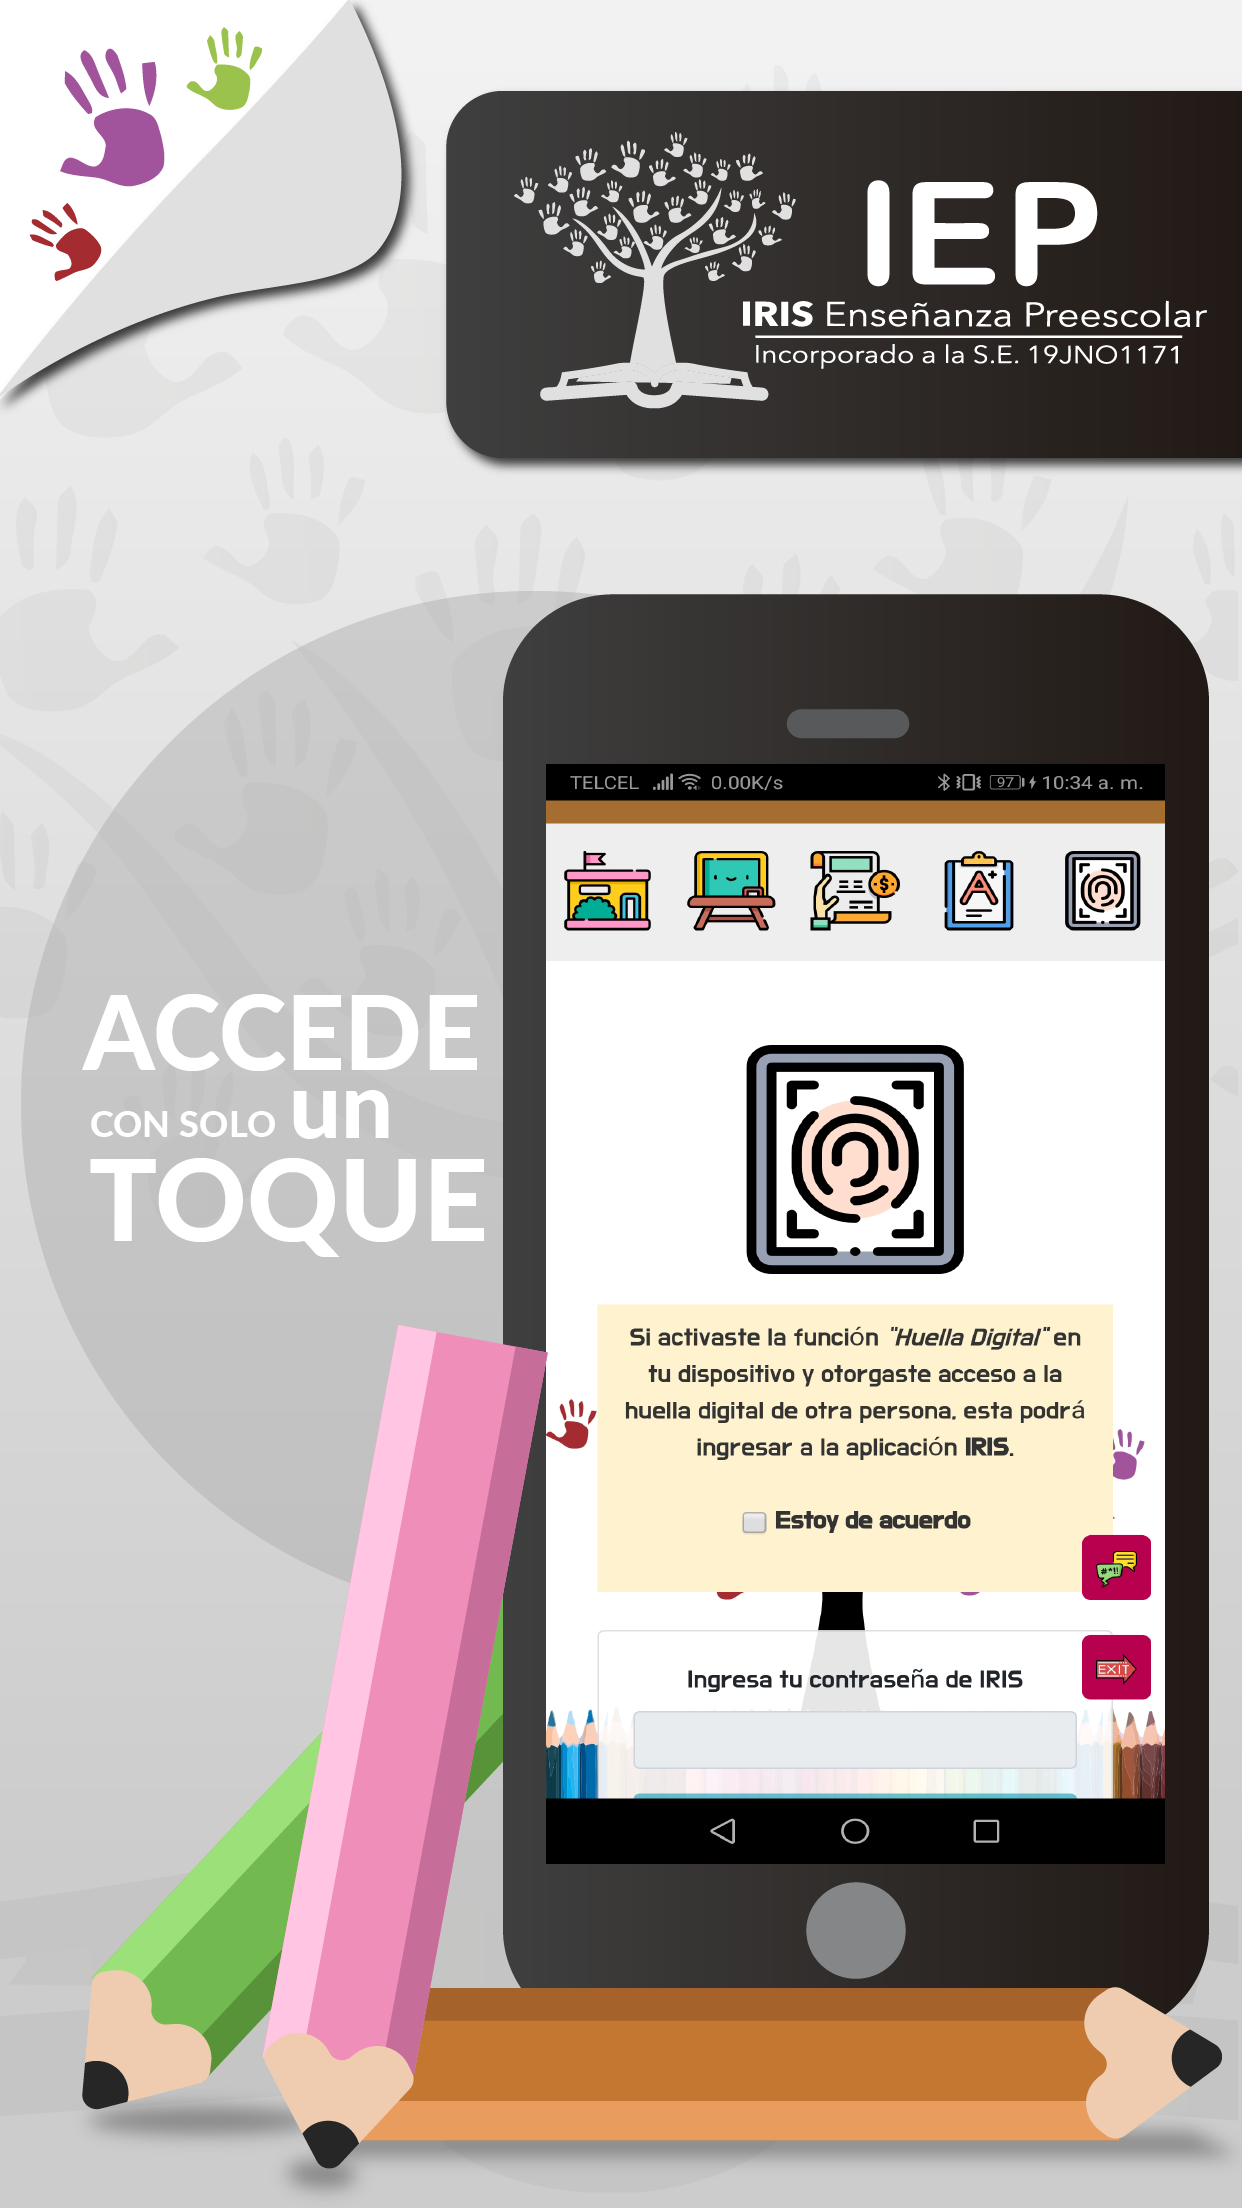 IEP
IRIS Enseñanza Preescolar
Incorporado a la S.E. 19JNO1171
TELCEL 0.00K/s 97 10:34 a. m.
ACCEDE
CON SOLO un
TOQUE
Si activaste la función "Huella Digital" en
tu dispositivo y otorgaste acceso a la
huella digital de otra persona, esta podrá
ingresar a la aplicación IRIS.
Estoy de acuerdo
#*!!
EXIT
Ingresa tu contraseña de IRIS